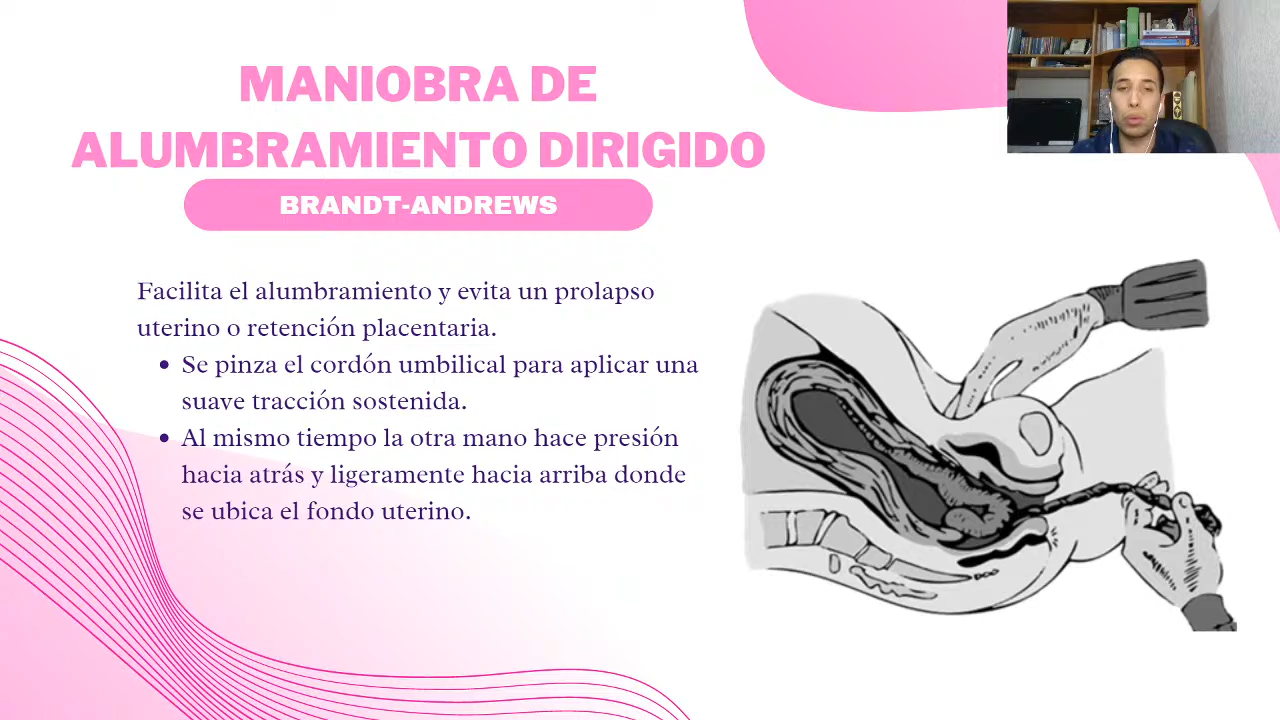 MANIOBRA DE
ALUMBRAMIENTO DIRIGIDO
BRANDT-ANDREWS
Facilita el alumbramiento y evita un prolapso
uterino o retención placentaria.
• Se pinza el cordón umbilical para aplicar una
suave tracción sostenida.
• Al mismo tiempo la otra mano hace presión
hacia atrás y ligeramente hacia arriba donde
se ubica el fondo uterino.